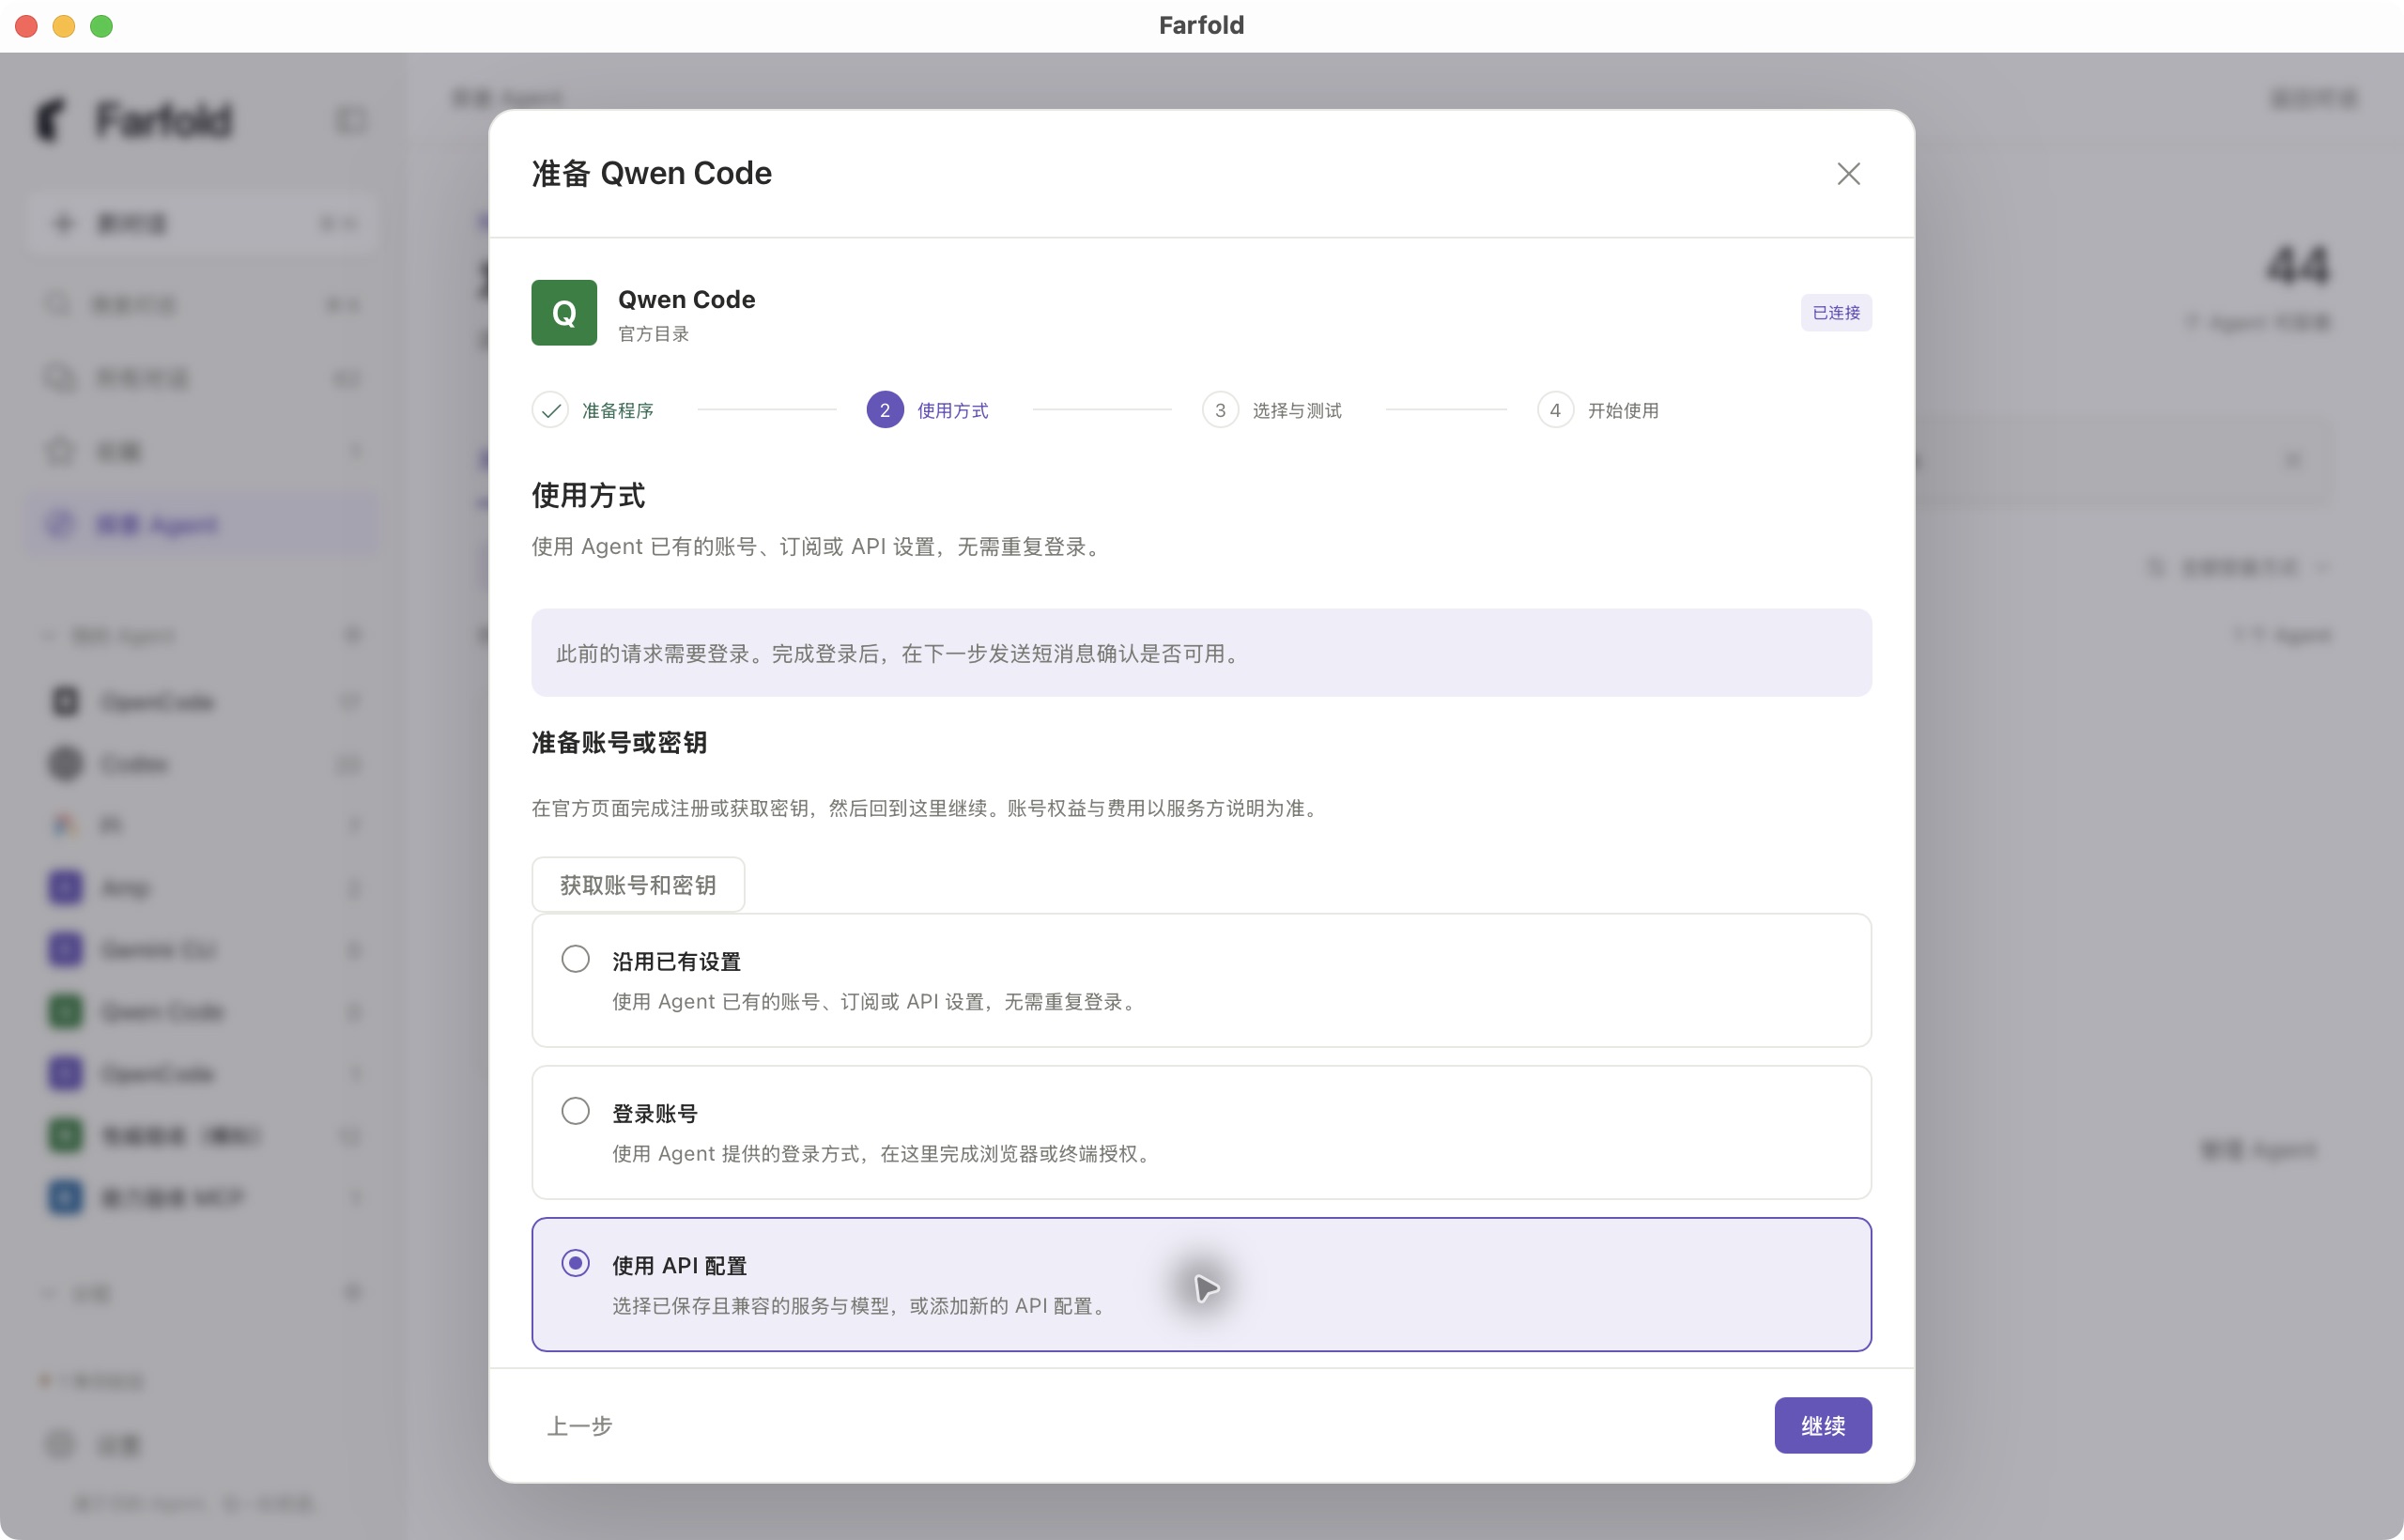 Farfold
Farfold
准备 Qwen Code
Q
Qwen Code
官方目录
已连接
准备程序
2
使用方式
3
选择与测试
4
开始使用
使用方式
使用 Agent 已有的账号、订阅或 API 设置，无需重复登录。
此前的请求需要登录。完成登录后，在下一步发送短消息确认是否可用。
准备账号或密钥
在官方页面完成注册或获取密钥，然后回到这里继续。账号权益与费用以服务方说明为准。
获取账号和密钥
沿用已有设置
使用 Agent 已有的账号、订阅或 API 设置，无需重复登录。
登录账号
使用 Agent 提供的登录方式，在这里完成浏览器或终端授权。
使用 API 配置
选择已保存且兼容的服务与模型，或添加新的 API 配置。
上一步
继续
44
OpenCode
Codex
Amp
Gemini CLI
Qwen Code
OpenCode